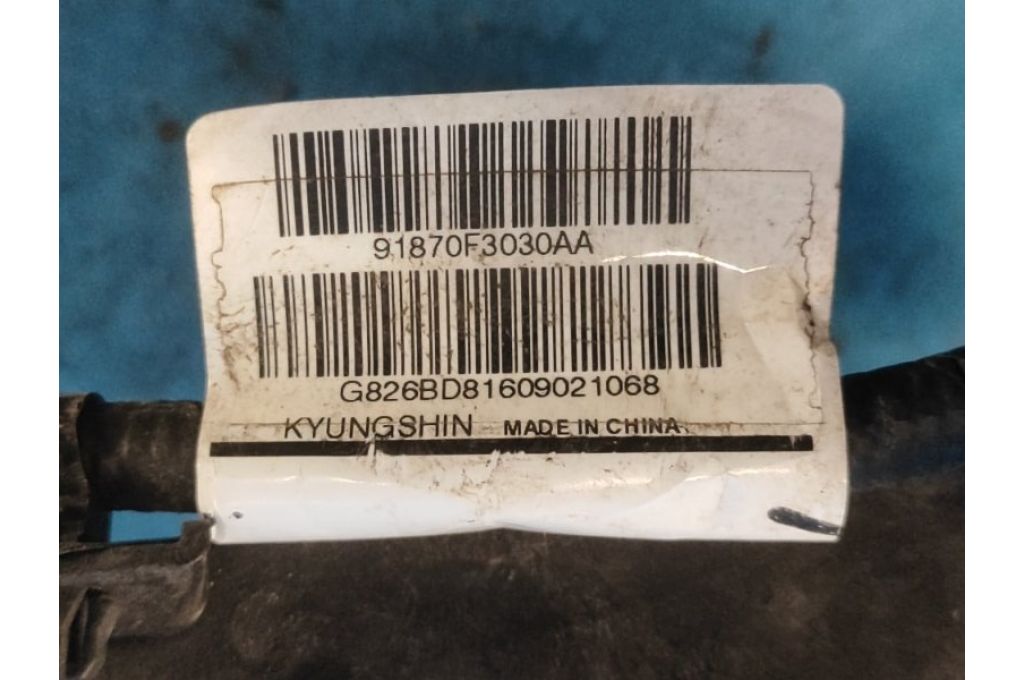 91870F3030AA
G826BD81609021068
KYUNGSHIN MADE IN CHINA